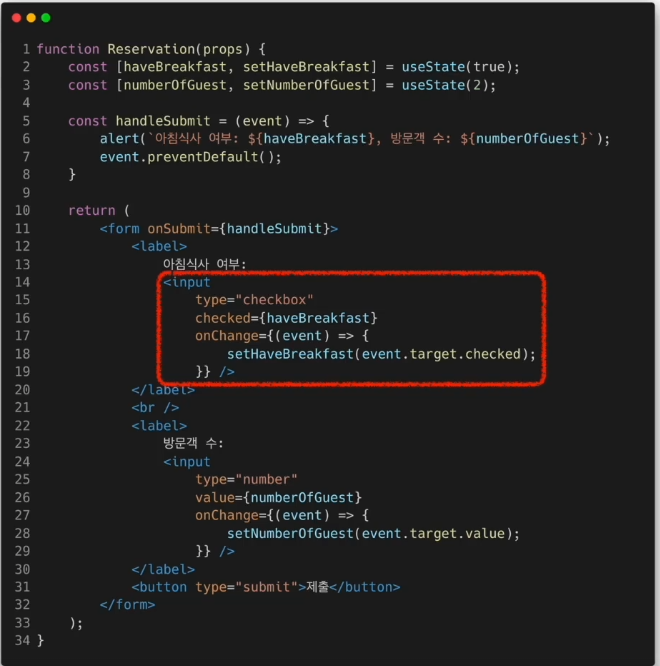 1 function Reservation(props) {
2     const [haveBreakfast, setHaveBreakfast] = useState(true);
3     const [numberOfGuest, setNumberOfGuest] = useState(2);
4
5     const handleSubmit = (event) => {
6         alert(`아침식사 여부: ${haveBreakfast}, 방문객 수: ${numberOfGuest}`);
7         event.preventDefault();
8     }
9
10     return (
11         <form onSubmit={handleSubmit}>
12             <label>
13                 아침식사 여부:
14                 <input
15                     type="checkbox"
16                     checked={haveBreakfast}
17                     onChange={(event) => {
18                         setHaveBreakfast(event.target.checked);
19                     }} />
20             </label>
21             <br />
22             <label>
23                 방문객 수:
24                 <input
25                     type="number"
26                     value={numberOfGuest}
27                     onChange={(event) => {
28                         setNumberOfGuest(event.target.value);
29                     }} />
30             </label>
31             <button type="submit">제출</button>
32         </form>
33     );
34 }